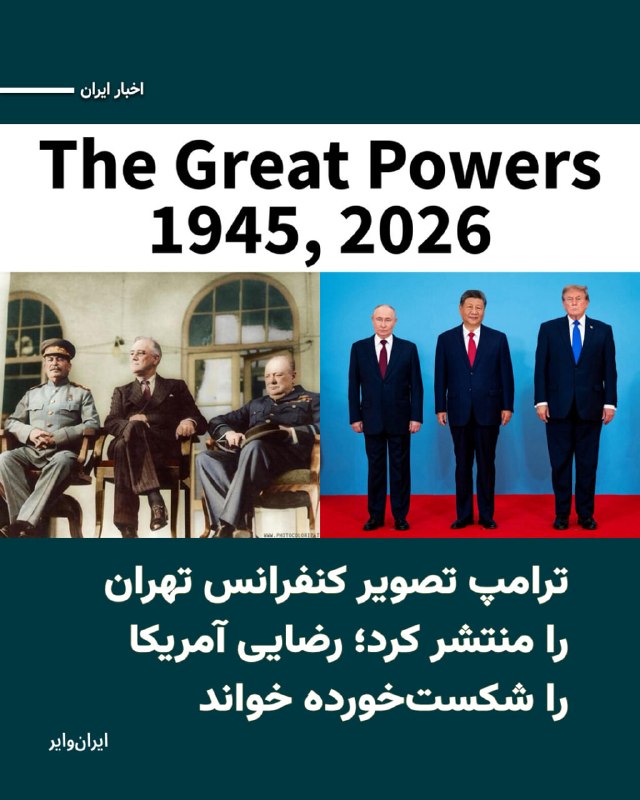 اخبار ایران
The Great Powers
1945, 2026
ترامپ تصویر کنفرانس تهران
را منتشر کرد؛ رضایی آمریکا
را شکست‌خورده خواند
ایران‌وایر